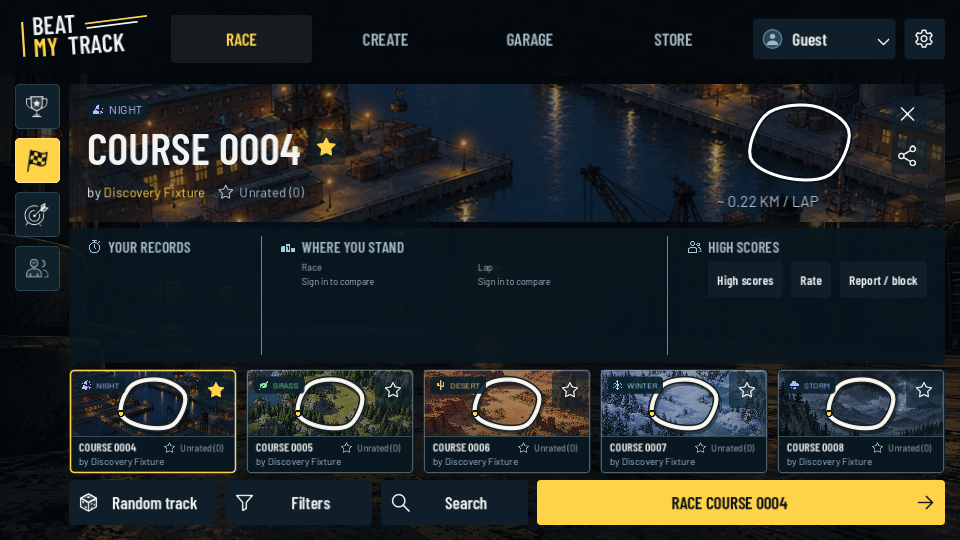 BEAT
MY TRACK
RACE
CREATE
GARAGE
STORE
Guest
NIGHT
COURSE 0004
by Discovery Fixture
Unrated (0)
~ 0.22 KM / LAP
YOUR RECORDS
WHERE YOU STAND
Race
Sign in to compare
Lap
Sign in to compare
HIGH SCORES
High scores
Rate
Report / block
NIGHT
COURSE 0004
Unrated (0)
by Discovery Fixture
GRASS
COURSE 0005
Unrated (0)
by Discovery Fixture
DESERT
COURSE 0006
Unrated (0)
by Discovery Fixture
WINTER
COURSE 0007
Unrated (0)
by Discovery Fixture
STORM
COURSE 0008
Unrated (0)
by Discovery Fixture
Random track
Filters
Search
RACE COURSE 0004